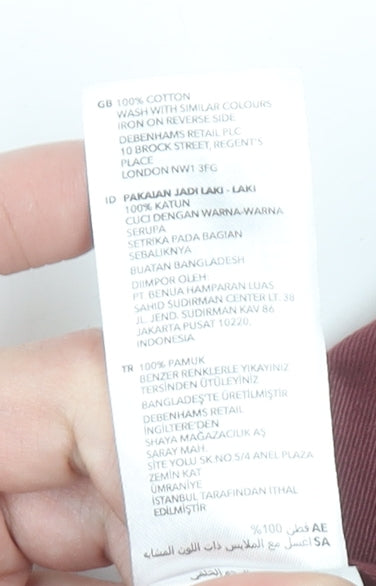 GB 100% COTTON
WASH WITH SIMILAR COLOURS
IRON ON REVERSE SIDE
DEBENHAMS RETAIL PLC
10 BROCK STREET, REGENT'S
PLACE
LONDON NW1 3FG
ID PAKAIAN JADI LAKI - LAKI
100% KATUN
CUCI DENGAN WARNA-WARNA
SERUPA
SETRIKA PADA BAGIAN
SEBALIKNYA
BUATAN BANGLADESH
DIIMPOR OLEH:
PT. BENUA HAMPARAN LUAS
SAHID SUDIRMAN CENTER LT. 38
JL. JEND. SUDIRMAN KAV 86
JAKARTA PUSAT 10220,
INDONESIA
TR 100% PAMUK
BENZER RENKLERLE YIKAYINIZ
TERSİNDEN ÜTÜLEYİNİZ
BANGLADEŞ'TE ÜRETİLMİŞTİR
DEBENHAMS RETAIL
İNGİLTERE'DEN
SHAYA MAĞAZACILIK AŞ
SARAY MAH.
SİTE YOLU SK NO.5/4 ANEL PLAZA
ZEMİN KAT
ÜMRANİYE
İSTANBUL TARAFINDAN İTHAL
EDİLMİŞTİR
AE قطن 100%
SA اغسل مع الملابس ذات اللون المشابه